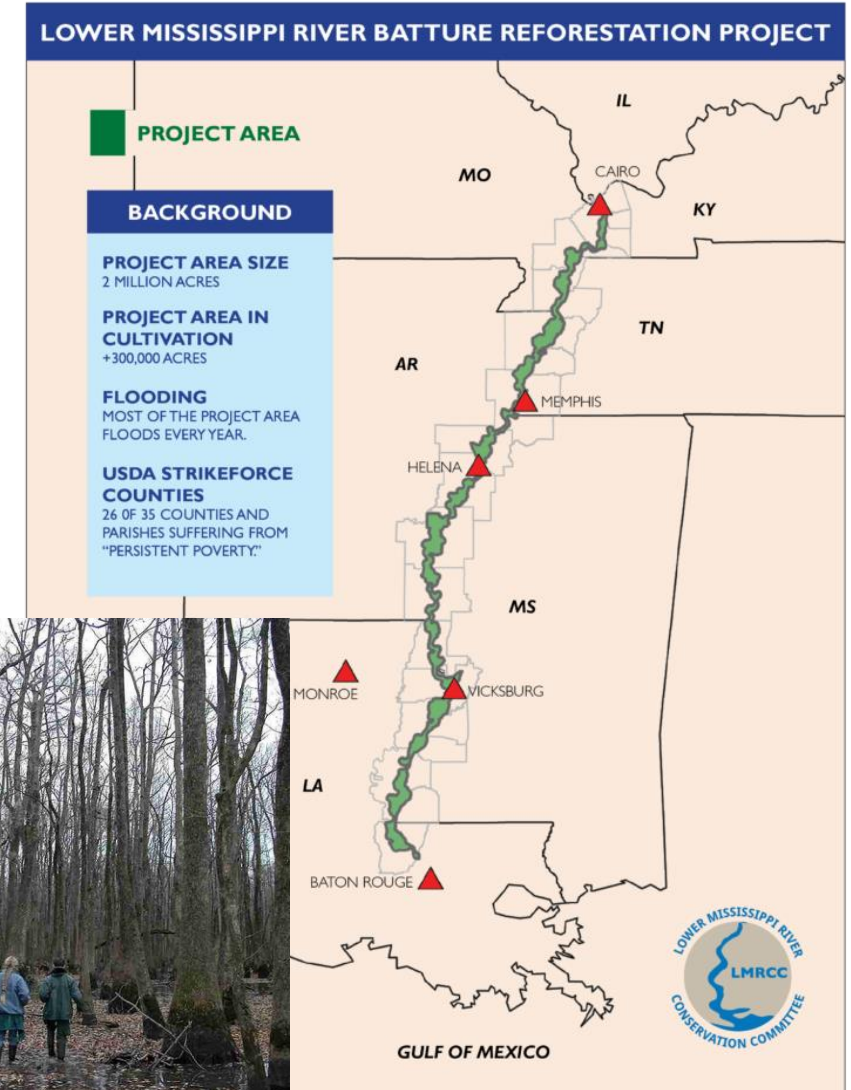 LOWER MISSISSIPPI RIVER BATTURE REFORESTATION PROJECT
PROJECT AREA
BACKGROUND
PROJECT AREA SIZE
2 MILLION ACRES
PROJECT AREA IN
CULTIVATION
+300,000 ACRES
FLOODING
MOST OF THE PROJECT AREA
FLOODS EVERY YEAR.
USDA STRIKEFORCE
COUNTIES
26 OF 35 COUNTIES AND
PARISHES SUFFERING FROM
“PERSISTENT POVERTY.”
IL
MO
CAIRO
KY
TN
AR
MEMPHIS
HELENA
MS
MONROE
VICKSBURG
LA
BATON ROUGE
GULF OF MEXICO
LOWER MISSISSIPPI RIVER
LMRCC
CONSERVATION COMMITTEE